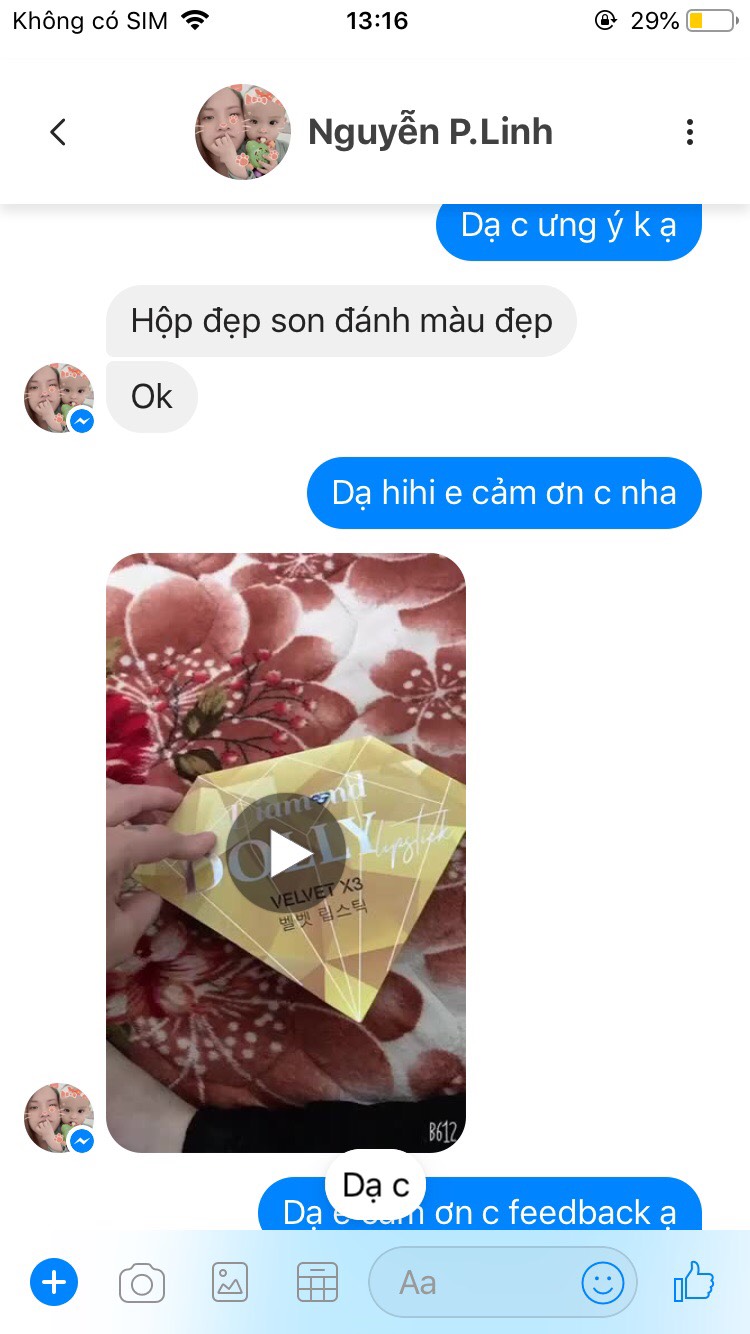 Không có SIM
13:16
29%
Nguyễn P.Linh
Dạ c ưng ý k ạ
Hộp đẹp son đánh màu đẹp
Ok
Dạ hihi e cảm ơn c nha
Diamond
DOLLY
lipstick
VELVET X3
벨벳 립스틱
B612
Dạ c
Dạ e cảm ơn c feedback ạ
Aa